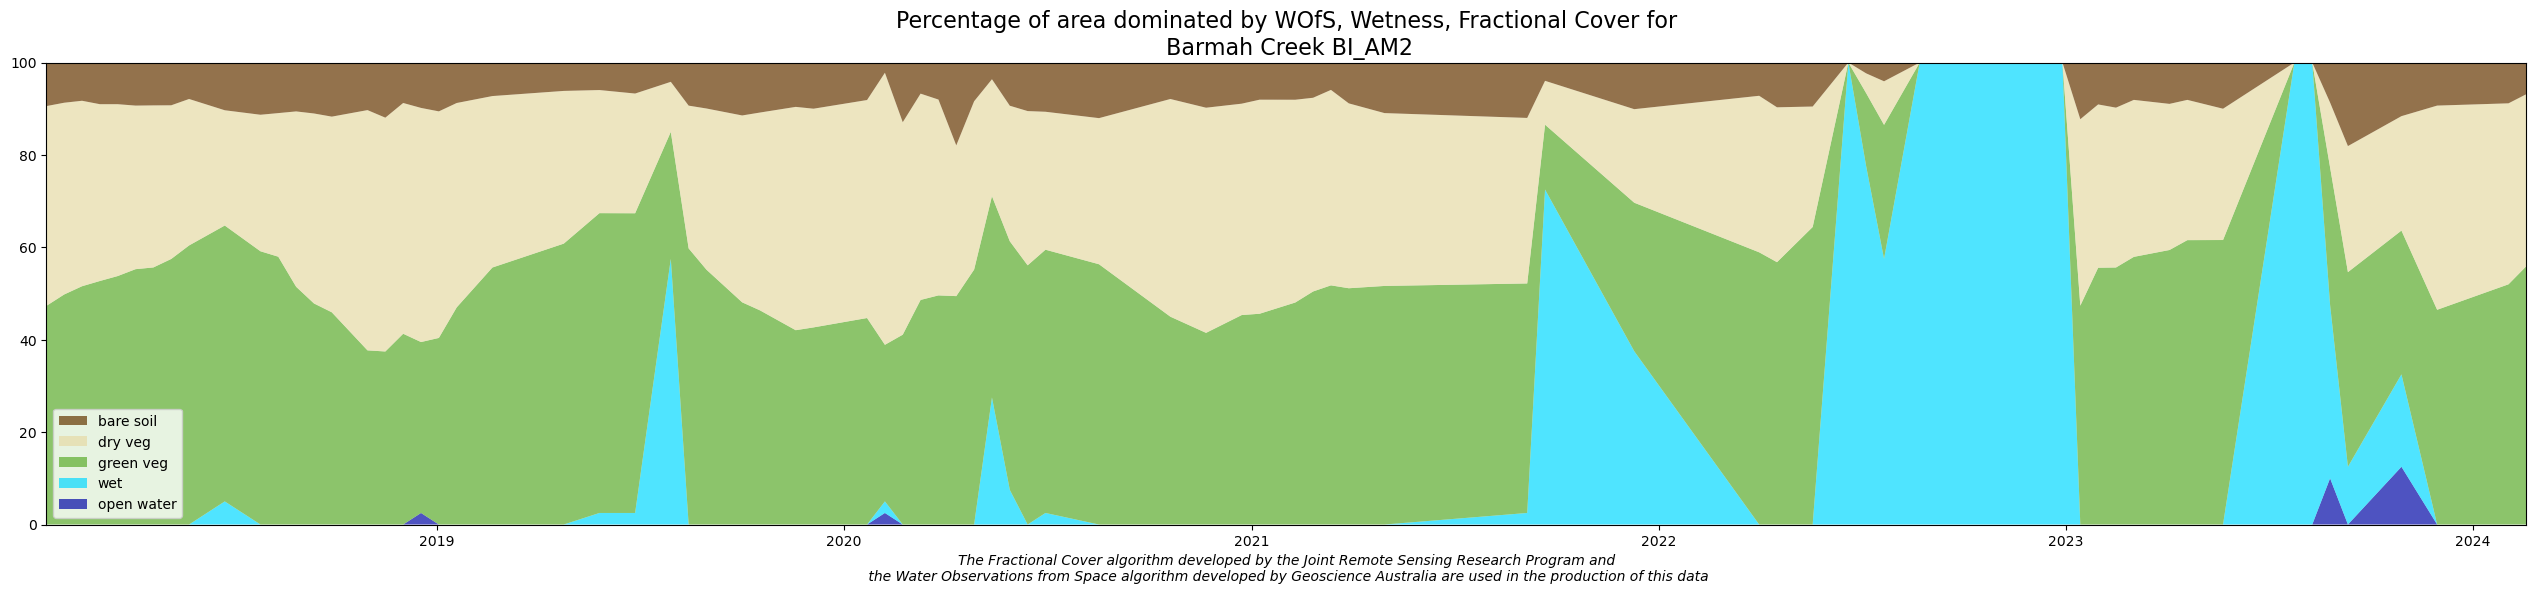 Percentage of area dominated by WOfS, Wetness, Fractional Cover for
Barmah Creek BI_AM2
100
80
60
40
20
0
bare soil
dry veg
green veg
wet
open water
2019 2020 2021 2022 2023 2024
The Fractional Cover algorithm developed by the Joint Remote Sensing Research Program and
the Water Observations from Space algorithm developed by Geoscience Australia are used in the production of this data